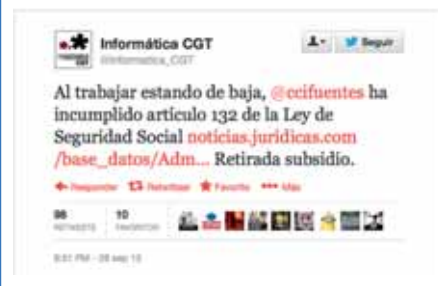 Informática CGT
@Informatica_CGT
Seguir
Al trabajar estando de baja, @ccifuentes ha
incumplido artículo 132 de la Ley de
Seguridad Social noticias.juridicas.com
/base_datos/Adm... Retirada subsidio.
Responder Retwittear Favorito Más
98 10
RETWEETS FAVORITOS